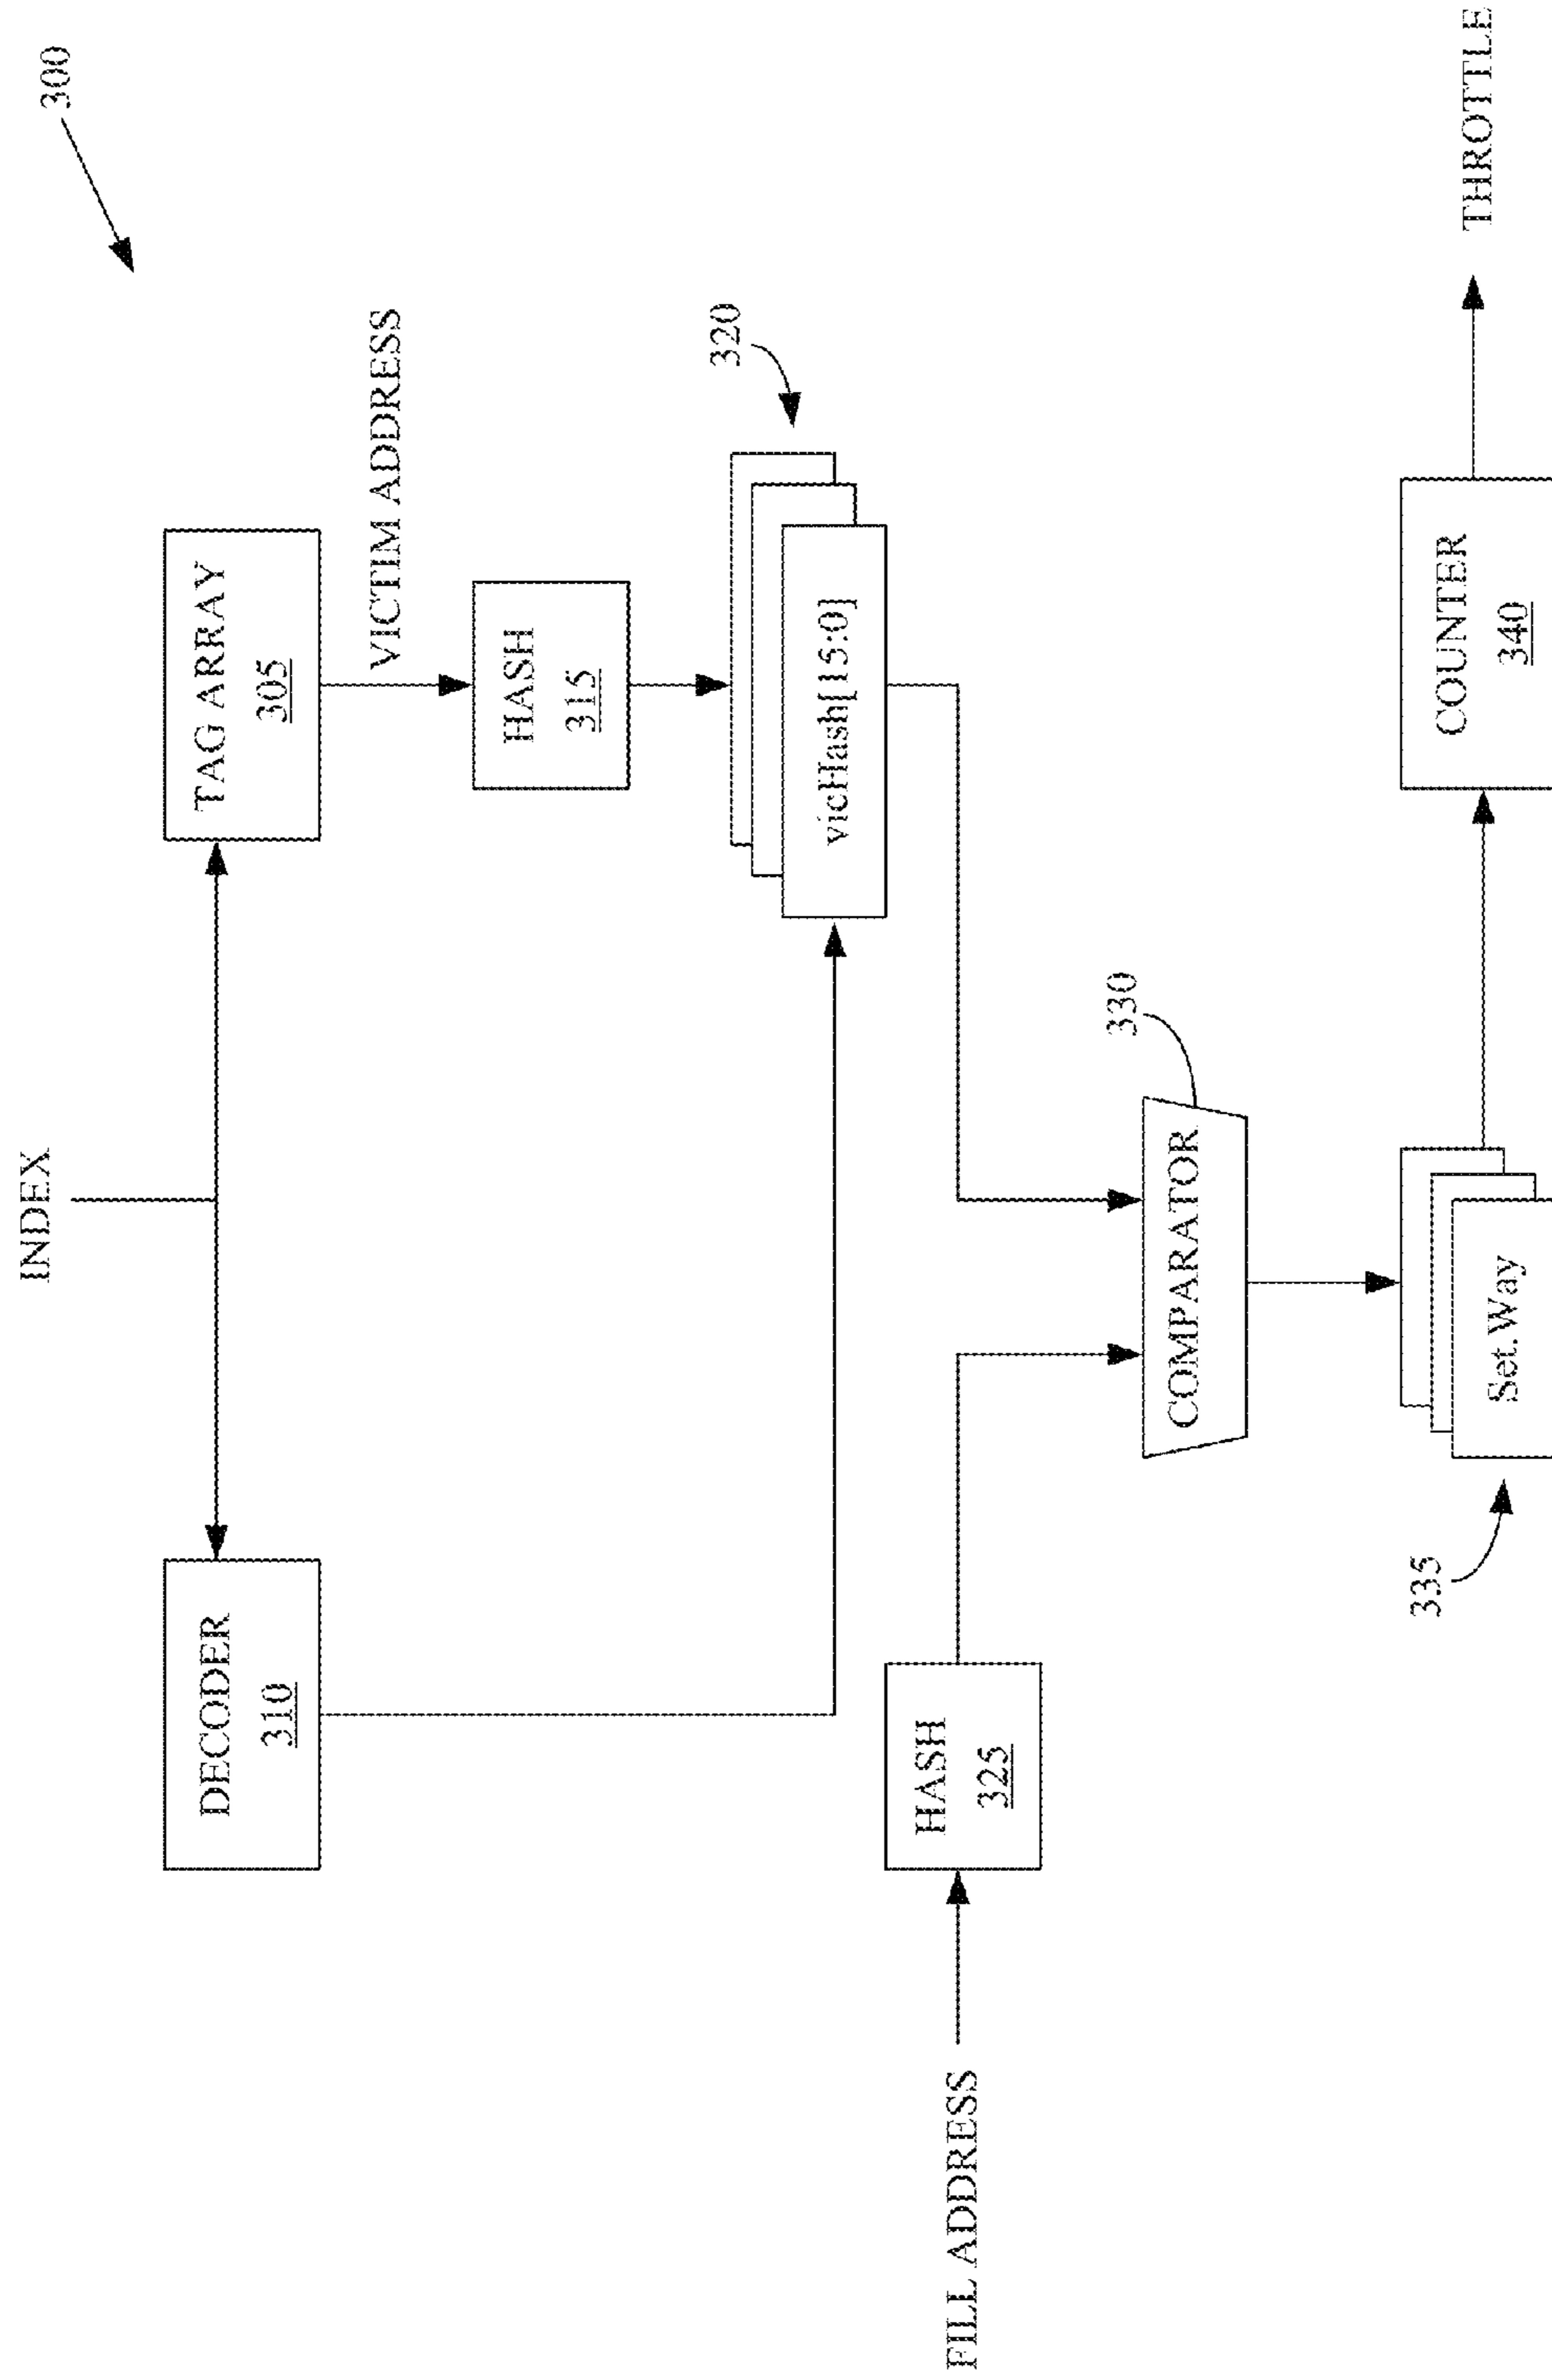 300
INDEX
TAG ARRAY
305
DECODER
310
VICTIM ADDRESS
HASH
315
320
vicHash[15:0]
HASH
325
FILL ADDRESS
330
COMPARATOR
335
Set.Way
COUNTER
340
THROTTLE